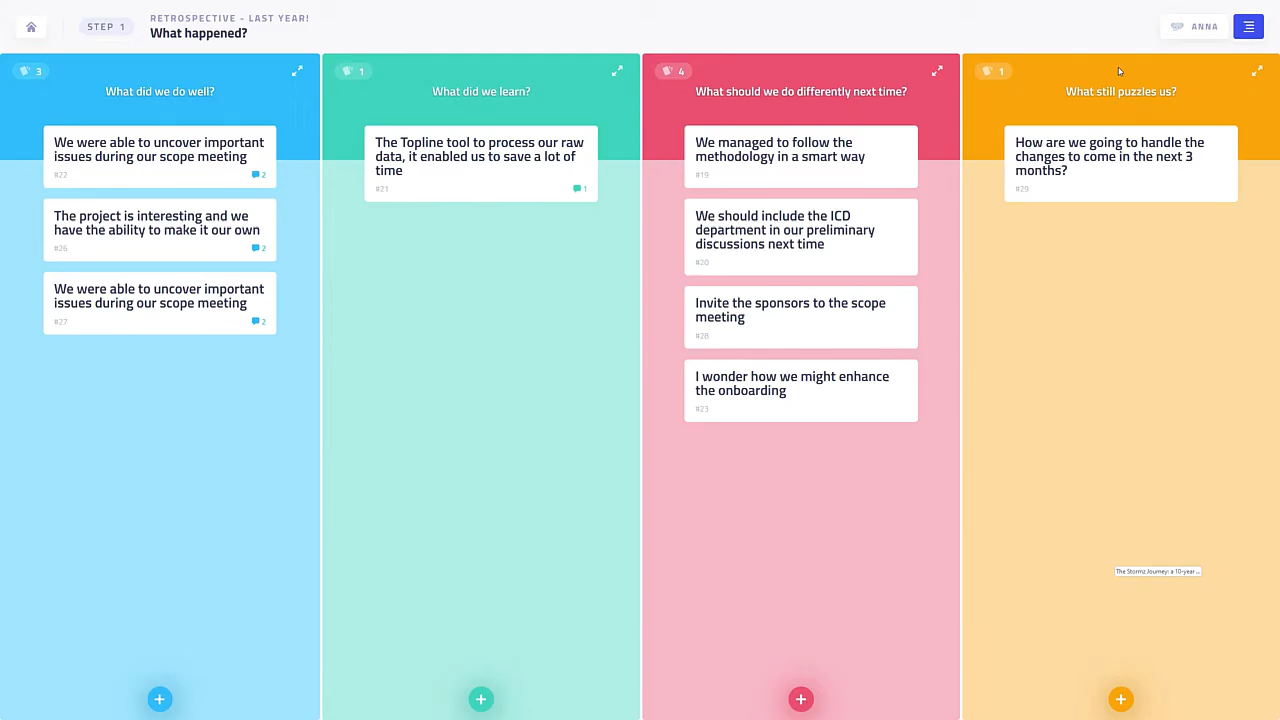 STEP 1
RETROSPECTIVE - LAST YEAR!
What happened?
ANNA
3
What did we do well?
We were able to uncover important
issues during our scope meeting
#22
2
The project is interesting and we
have the ability to make it our own
#26
2
We were able to uncover important
issues during our scope meeting
#27
2
1
What did we learn?
The Topline tool to process our raw
data, it enabled us to save a lot of
time
#21
1
4
What should we do differently next time?
We managed to follow the
methodology in a smart way
#19
We should include the ICD
department in our preliminary
discussions next time
#20
Invite the sponsors to the scope
meeting
#28
I wonder how we might enhance
the onboarding
#23
1
What still puzzles us?
How are we going to handle the
changes to come in the next 3
months?
#29
The Stormz Journey: a 10-year ...